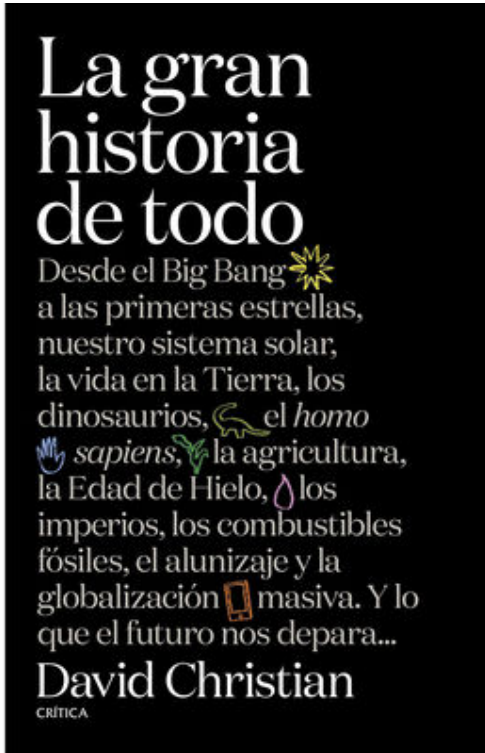 La gran
historia
de todo
Desde el Big Bang
a las primeras estrellas,
nuestro sistema solar,
la vida en la Tierra, los
dinosaurios, el homo
sapiens, la agricultura,
la Edad de Hielo, los
imperios, los combustibles
fósiles, el alunizaje y la
globalización masiva. Y lo
que el futuro nos depara...
David Christian
CRÍTICA